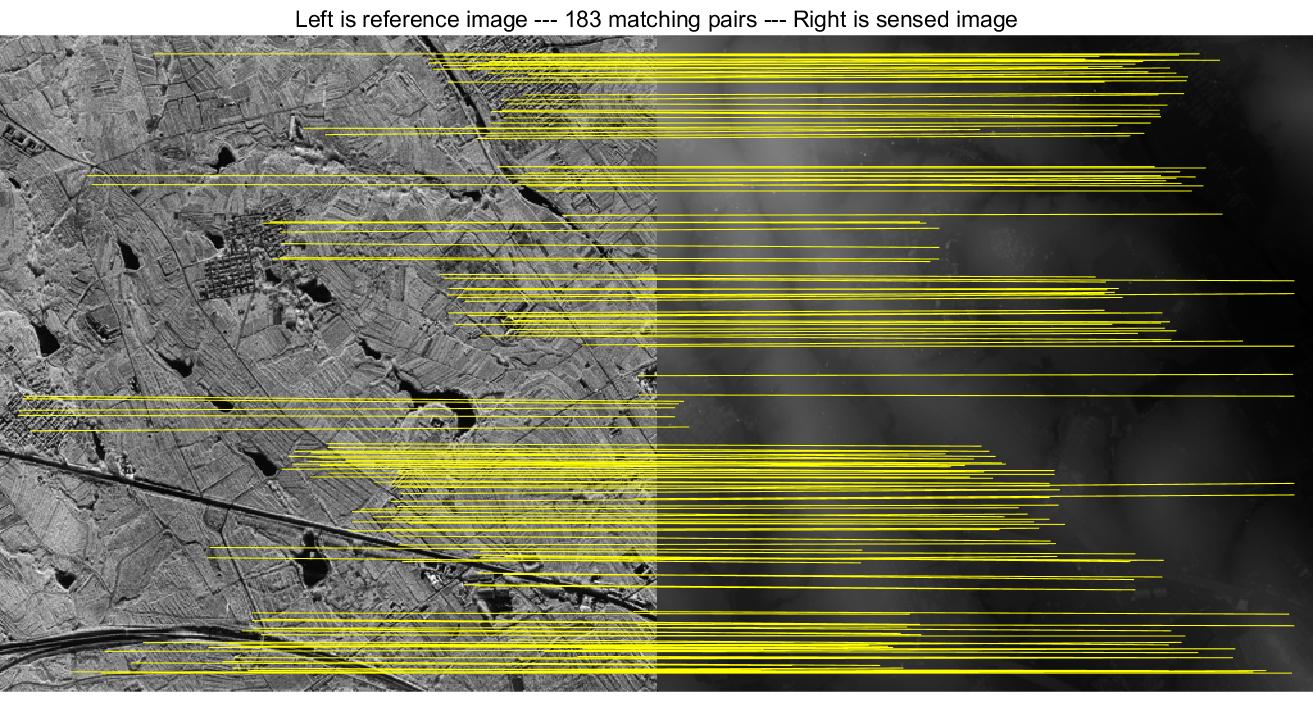 Left is reference image --- 183 matching pairs --- Right is sensed image